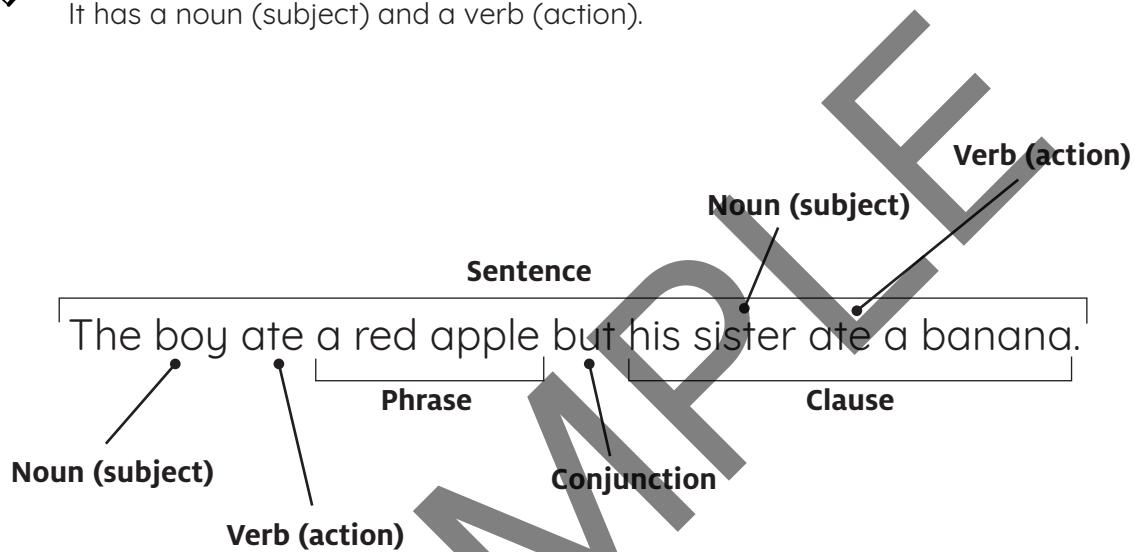 It has a noun (subject) and a verb (action).
Verb (action)
Noun (subject)
Sentence
The boy ate a red apple but his sister ate a banana.
Phrase
Clause
Noun (subject)
Conjunction
Verb (action)
MPLE